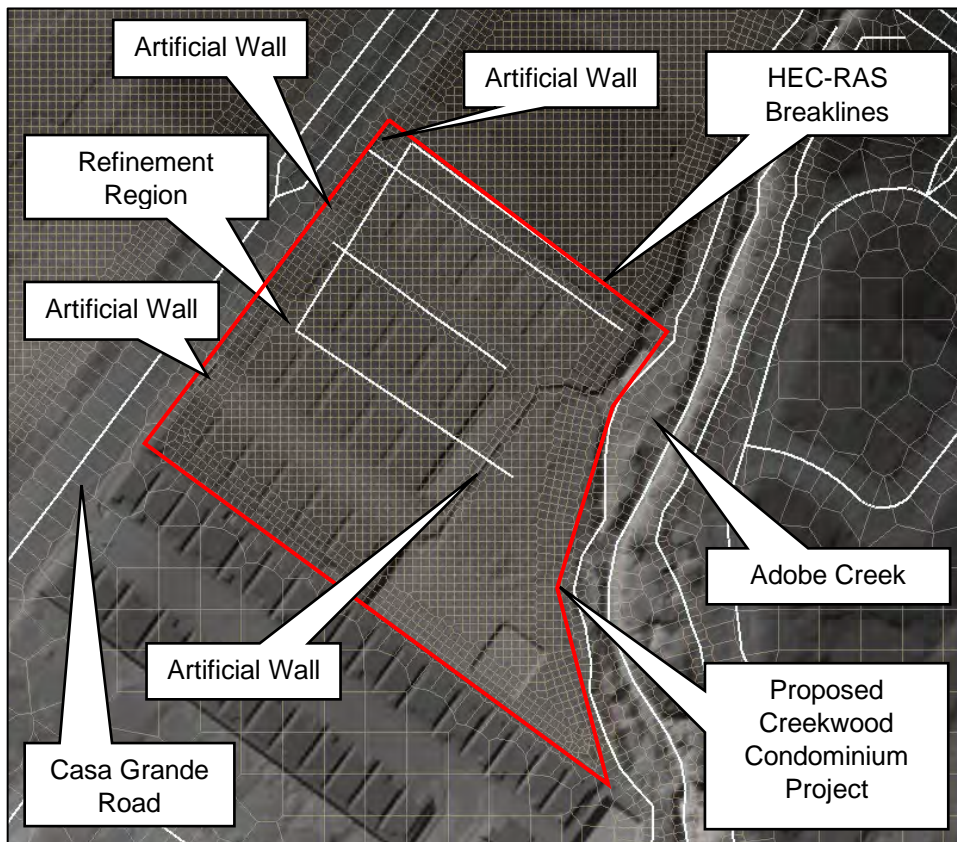 Artificial Wall
Artificial Wall
HEC-RAS
Breaklines
Refinement
Region
Artificial Wall
Adobe Creek
Artificial Wall
Proposed
Creekwood
Condominium
Project
Casa Grande
Road